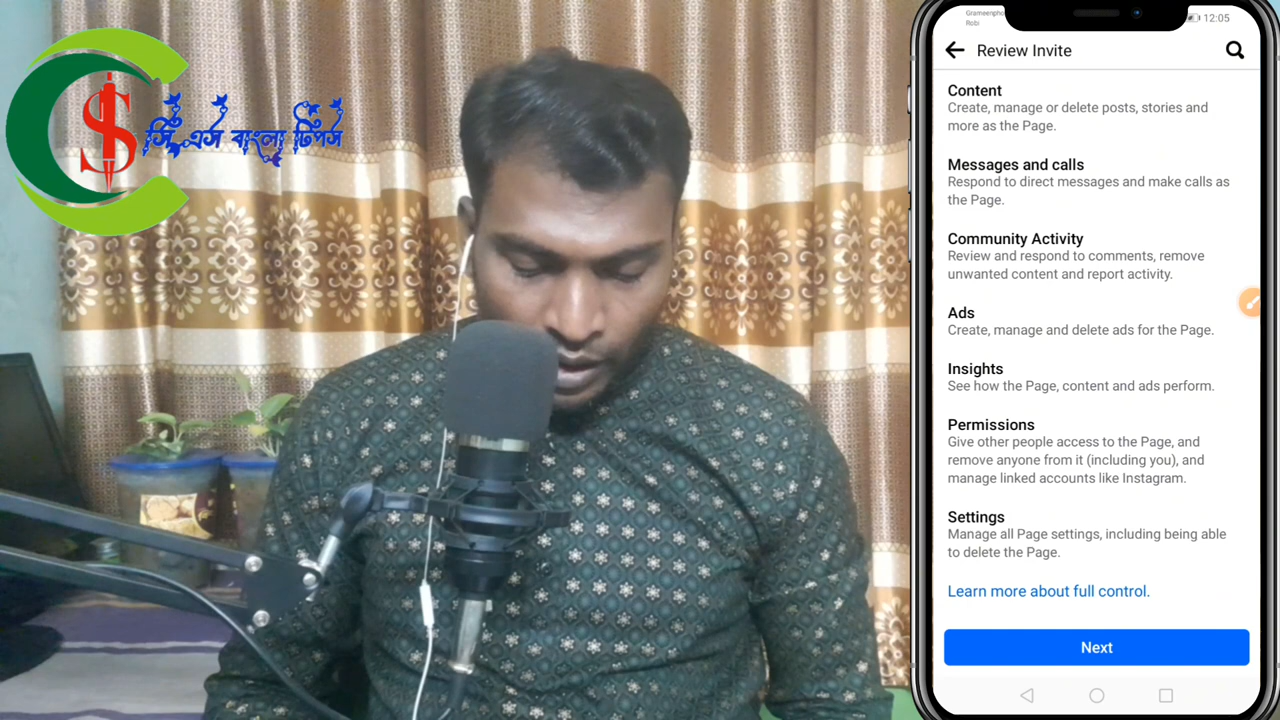 সি এস বাংলা টিপস
Grameenpho
Robi
12:05
Review Invite
Content
Create, manage or delete posts, stories and
more as the Page.
Messages and calls
Respond to direct messages and make calls as
the Page.
Community Activity
Review and respond to comments, remove
unwanted content and report activity.
Ads
Create, manage and delete ads for the Page.
Insights
See how the Page, content and ads perform.
Permissions
Give other people access to the Page, and
remove anyone from it (including you), and
manage linked accounts like Instagram.
Settings
Manage all Page settings, including being able
to delete the Page.
Learn more about full control.
Next